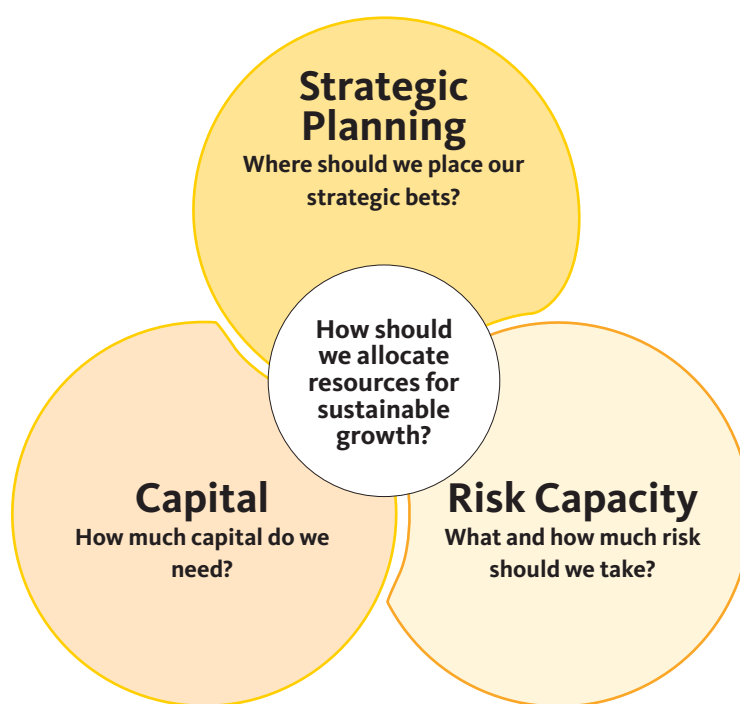 Strategic
Planning
Where should we place our
strategic bets?
How should
we allocate
resources for
sustainable
growth?
Capital
How much capital do we
need?
Risk Capacity
What and how much risk
should we take?